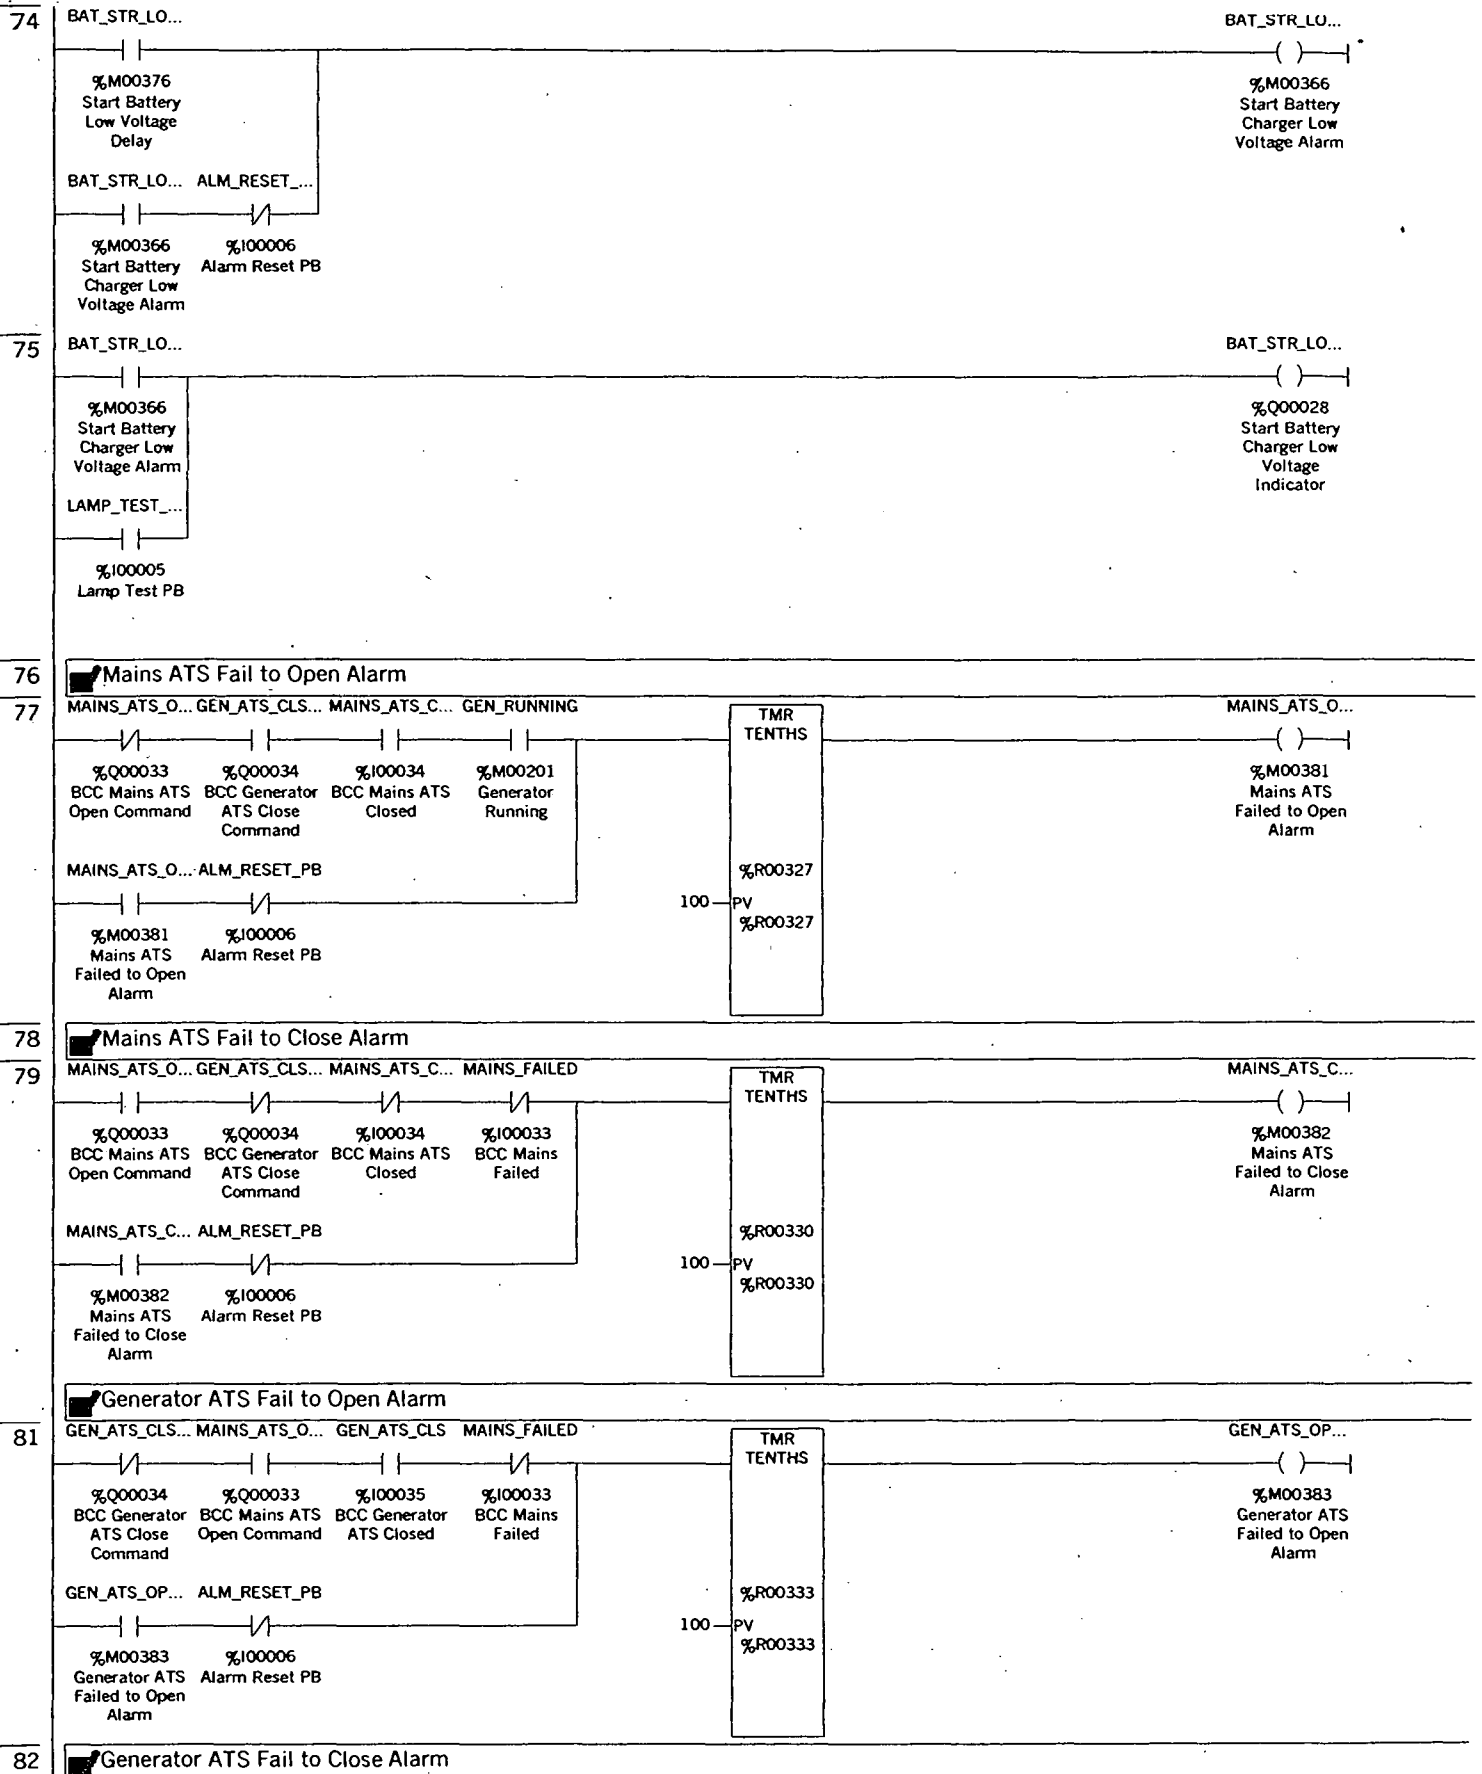 74
BAT_STR_LO...
BAT_STR_LO...
%M00376
Start Battery
Low Voltage
Delay
%M00366
Start Battery
Charger Low
Voltage Alarm
BAT_STR_LO... ALM_RESET_...
%M00366
Start Battery
Charger Low
Voltage Alarm
%I00006
Alarm Reset PB
75
BAT_STR_LO...
BAT_STR_LO...
%M00366
Start Battery
Charger Low
Voltage Alarm
%Q00028
Start Battery
Charger Low
Voltage
Indicator
LAMP_TEST_...
%I00005
Lamp Test PB
76
Mains ATS Fail to Open Alarm
77
MAINS_ATS_O... GEN_ATS_CLS... MAINS_ATS_C... GEN_RUNNING
TMR
TENTHS
MAINS_ATS_O...
%Q00033
BCC Mains ATS
Open Command
%Q00034
BCC Generator
ATS Close
Command
%I00034
BCC Mains ATS
Closed
%M00201
Generator
Running
%M00381
Mains ATS
Failed to Open
Alarm
MAINS_ATS_O... ALM_RESET_PB
%R00327
100 PV
%R00327
%M00381
Mains ATS
Failed to Open
Alarm
%I00006
Alarm Reset PB
78
Mains ATS Fail to Close Alarm
79
MAINS_ATS_O... GEN_ATS_CLS... MAINS_ATS_C... MAINS_FAILED
TMR
TENTHS
MAINS_ATS_C...
%Q00033
BCC Mains ATS
Open Command
%Q00034
BCC Generator
ATS Close
Command
%I00034
BCC Mains ATS
Closed
%I00033
BCC Mains
Failed
%M00382
Mains ATS
Failed to Close
Alarm
MAINS_ATS_C... ALM_RESET_PB
%R00330
100 PV
%R00330
%M00382
Mains ATS
Failed to Close
Alarm
%I00006
Alarm Reset PB
Generator ATS Fail to Open Alarm
81
GEN_ATS_CLS... MAINS_ATS_O... GEN_ATS_CLS MAINS_FAILED
TMR
TENTHS
GEN_ATS_OP...
%Q00034
BCC Generator
ATS Close
Command
%Q00033
BCC Mains ATS
Open Command
%I00035
BCC Generator
ATS Closed
%I00033
BCC Mains
Failed
%M00383
Generator ATS
Failed to Open
Alarm
GEN_ATS_OP... ALM_RESET_PB
%R00333
100 PV
%R00333
%M00383
Generator ATS
Failed to Open
Alarm
%I00006
Alarm Reset PB
82
Generator ATS Fail to Close Alarm